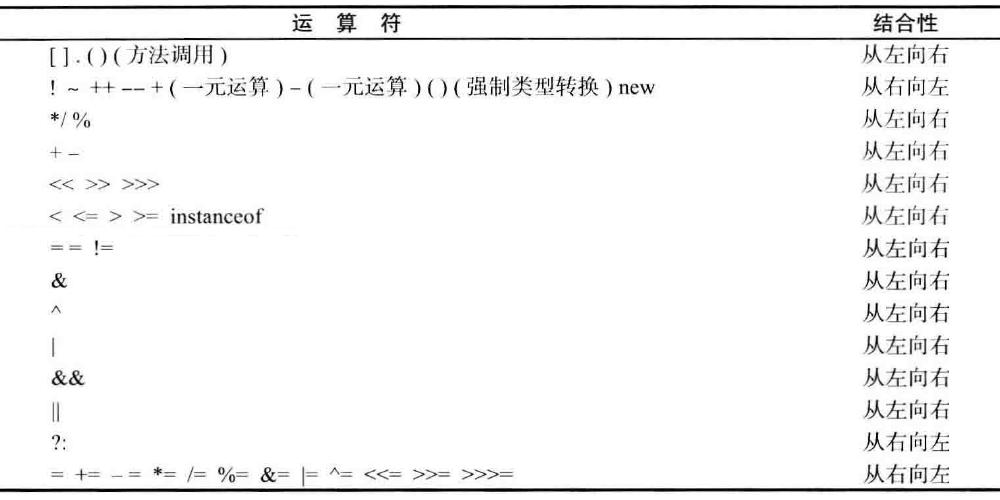 运 算 符 结合性
[ ] . ( ) ( 方法调用 ) 从左向右
! ~ ++ -- + ( 一元运算 ) – ( 一元运算 ) ( ) ( 强制类型转换 ) new 从右向左
*/ % 从左向右
+ – 从左向右
<< >> >>> 从左向右
< <= > >= instanceof 从左向右
= = != 从左向右
& 从左向右
^ 从左向右
| 从左向右
&& 从左向右
|| 从左向右
?: 从右向左
= += – = *= /= %= &= |= ^= <<= >>= >>>= 从右向左